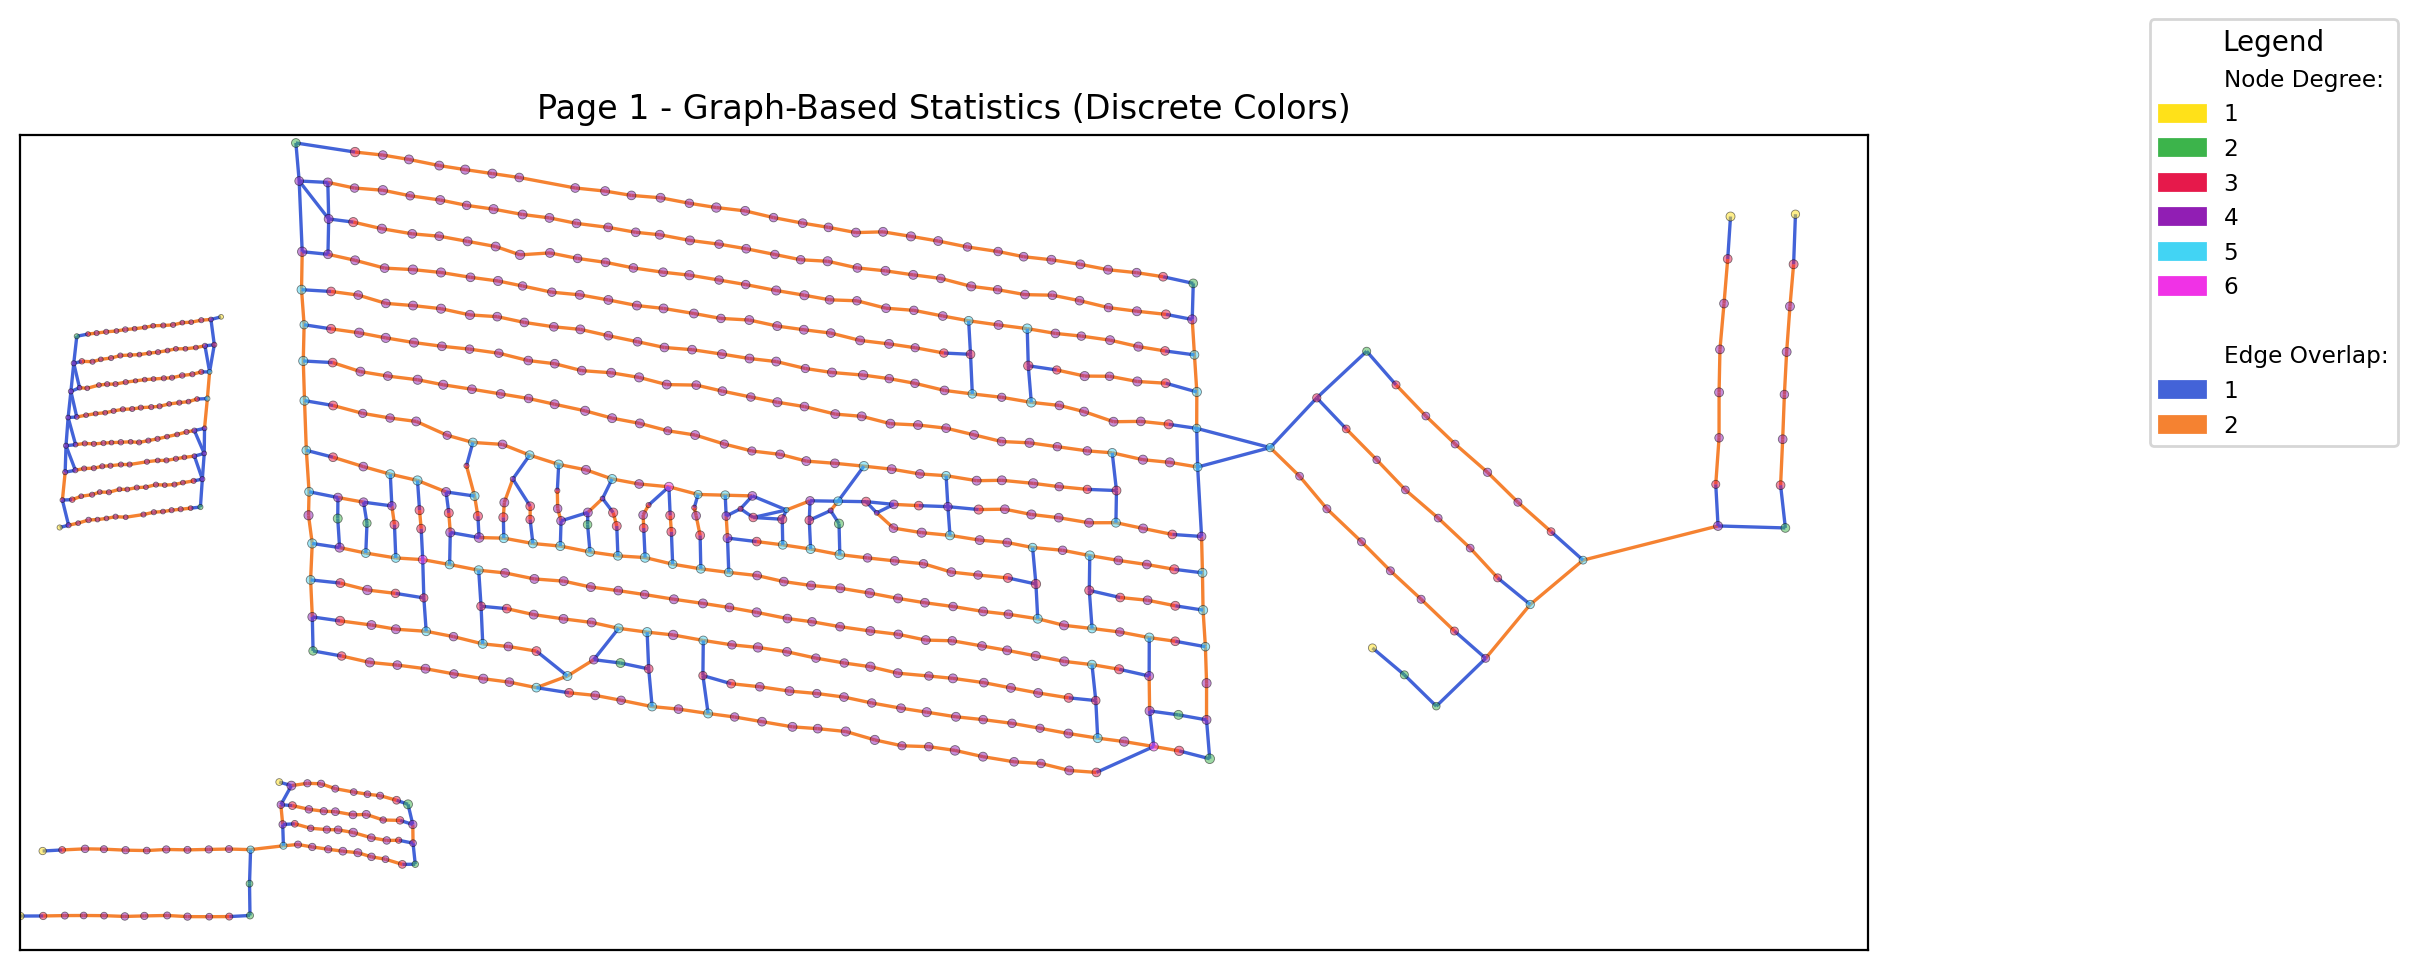 Page 1 - Graph-Based Statistics (Discrete Colors)
Legend
Node Degree:
1
2
3
4
5
6
Edge Overlap:
1
2